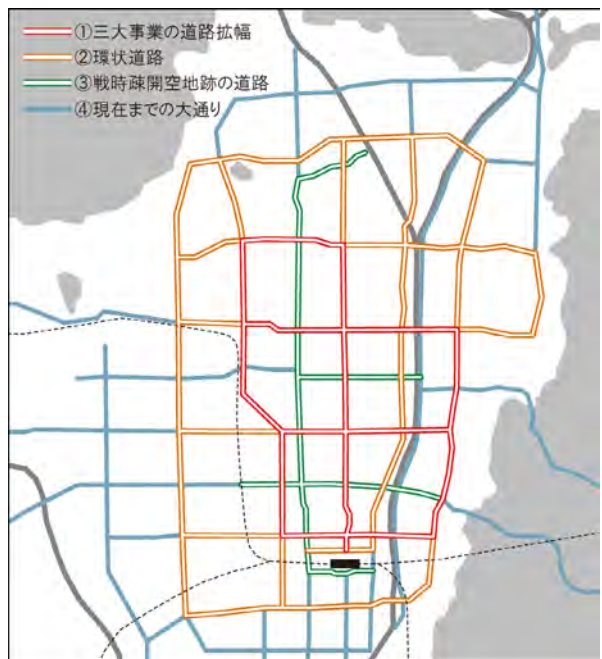 ①三大事業の道路拡幅
②環状道路
③戦時疎開空地跡の道路
④現在までの大通り